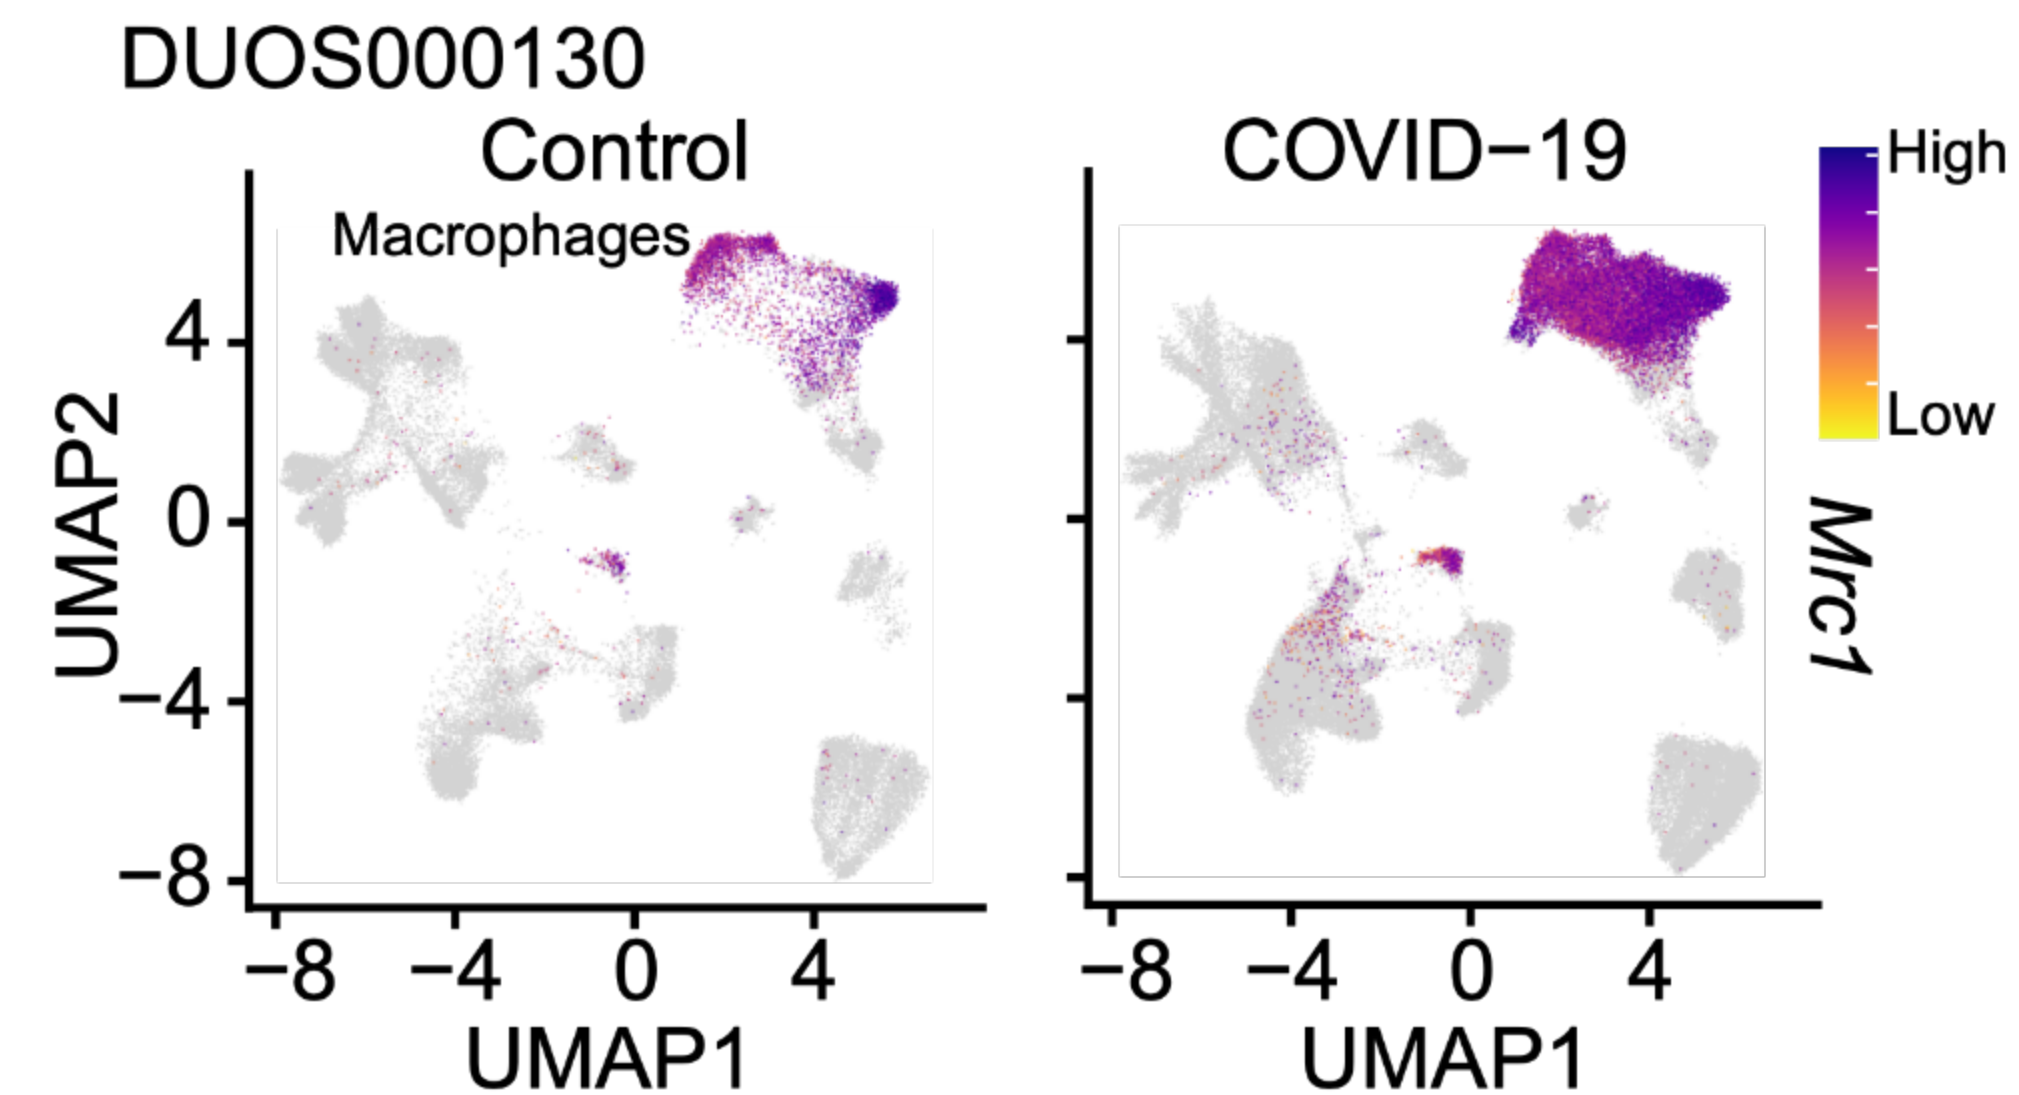 DUOS000130
Control
COVID−19
High
Macrophages
Low
4
0
−4
−8
UMAP2
Mrc1
−8 −4 0 4
−8 −4 0 4
UMAP1
UMAP1